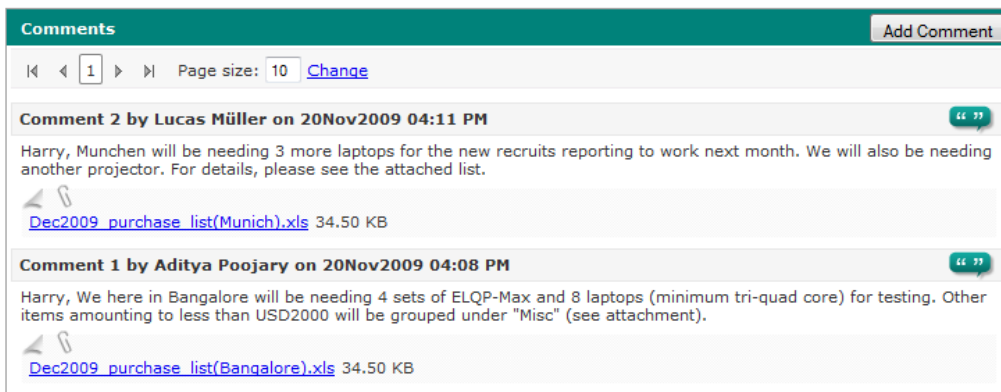 Comments Add Comment
1 Page size: 10 Change
Comment 2 by Lucas Müller on 20Nov2009 04:11 PM
Harry, Munchen will be needing 3 more laptops for the new recruits reporting to work next month. We will also be needing
another projector. For details, please see the attached list.
Dec2009_purchase_list(Munich).xls 34.50 KB
Comment 1 by Aditya Poojary on 20Nov2009 04:08 PM
Harry, We here in Bangalore will be needing 4 sets of ELQP-Max and 8 laptops (minimum tri-quad core) for testing. Other
items amounting to less than USD2000 will be grouped under "Misc" (see attachment).
Dec2009_purchase_list(Bangalore).xls 34.50 KB